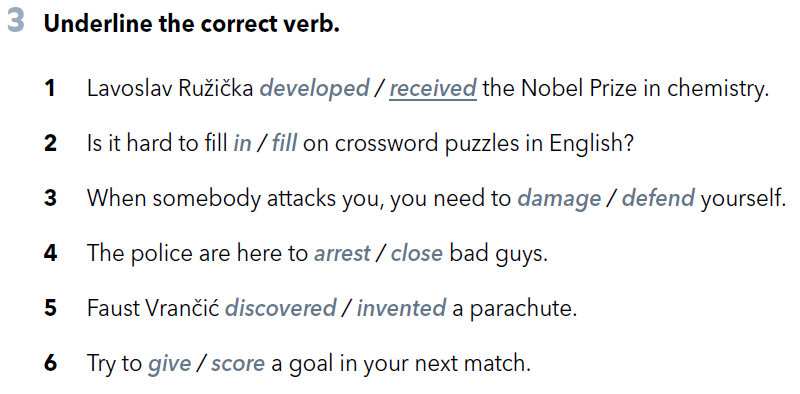 3 Underline the correct verb.
1 Lavoslav Ružička developed / received the Nobel Prize in chemistry.
2 Is it hard to fill in / fill on crossword puzzles in English?
3 When somebody attacks you, you need to damage / defend yourself.
4 The police are here to arrest / close bad guys.
5 Faust Vrančić discovered / invented a parachute.
6 Try to give / score a goal in your next match.